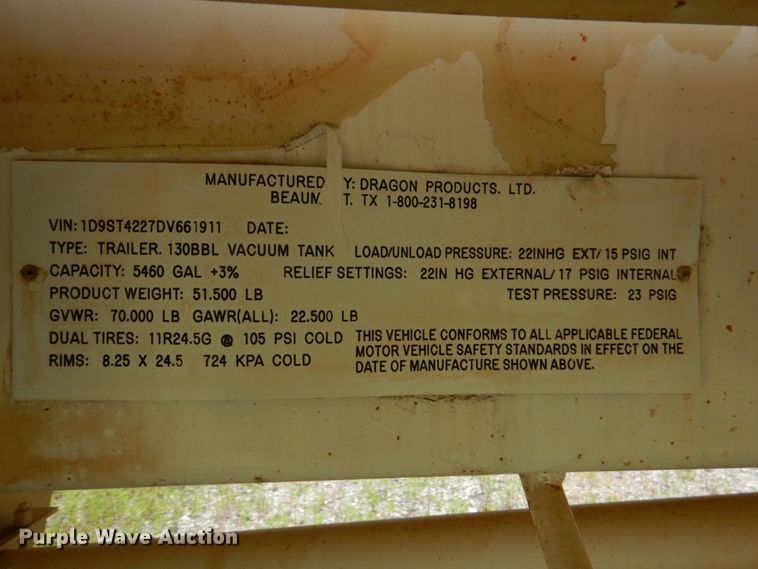 MANUFACTURED Y: DRAGON PRODUCTS, LTD.
BEAUM T. TX 1-800-231-8198
VIN: 1D9ST4227DV661911 DATE:
TYPE: TRAILER. 130BBL VACUUM TANK LOAD/UNLOAD PRESSURE: 22INHG EXT/ 15 PSIG INT
CAPACITY: 5460 GAL +3% RELIEF SETTINGS: 22IN HG EXTERNAL/ 17 PSIG INTERNAL
PRODUCT WEIGHT: 51.500 LB TEST PRESSURE: 23 PSIG
GVWR: 70.000 LB GAWR(ALL): 22.500 LB
DUAL TIRES: 11R24.5G @ 105 PSI COLD
RIMS: 8.25 X 24.5 724 KPA COLD
THIS VEHICLE CONFORMS TO ALL APPLICABLE FEDERAL
MOTOR VEHICLE SAFETY STANDARDS IN EFFECT ON THE
DATE OF MANUFACTURE SHOWN ABOVE.
Purple Wave Auction